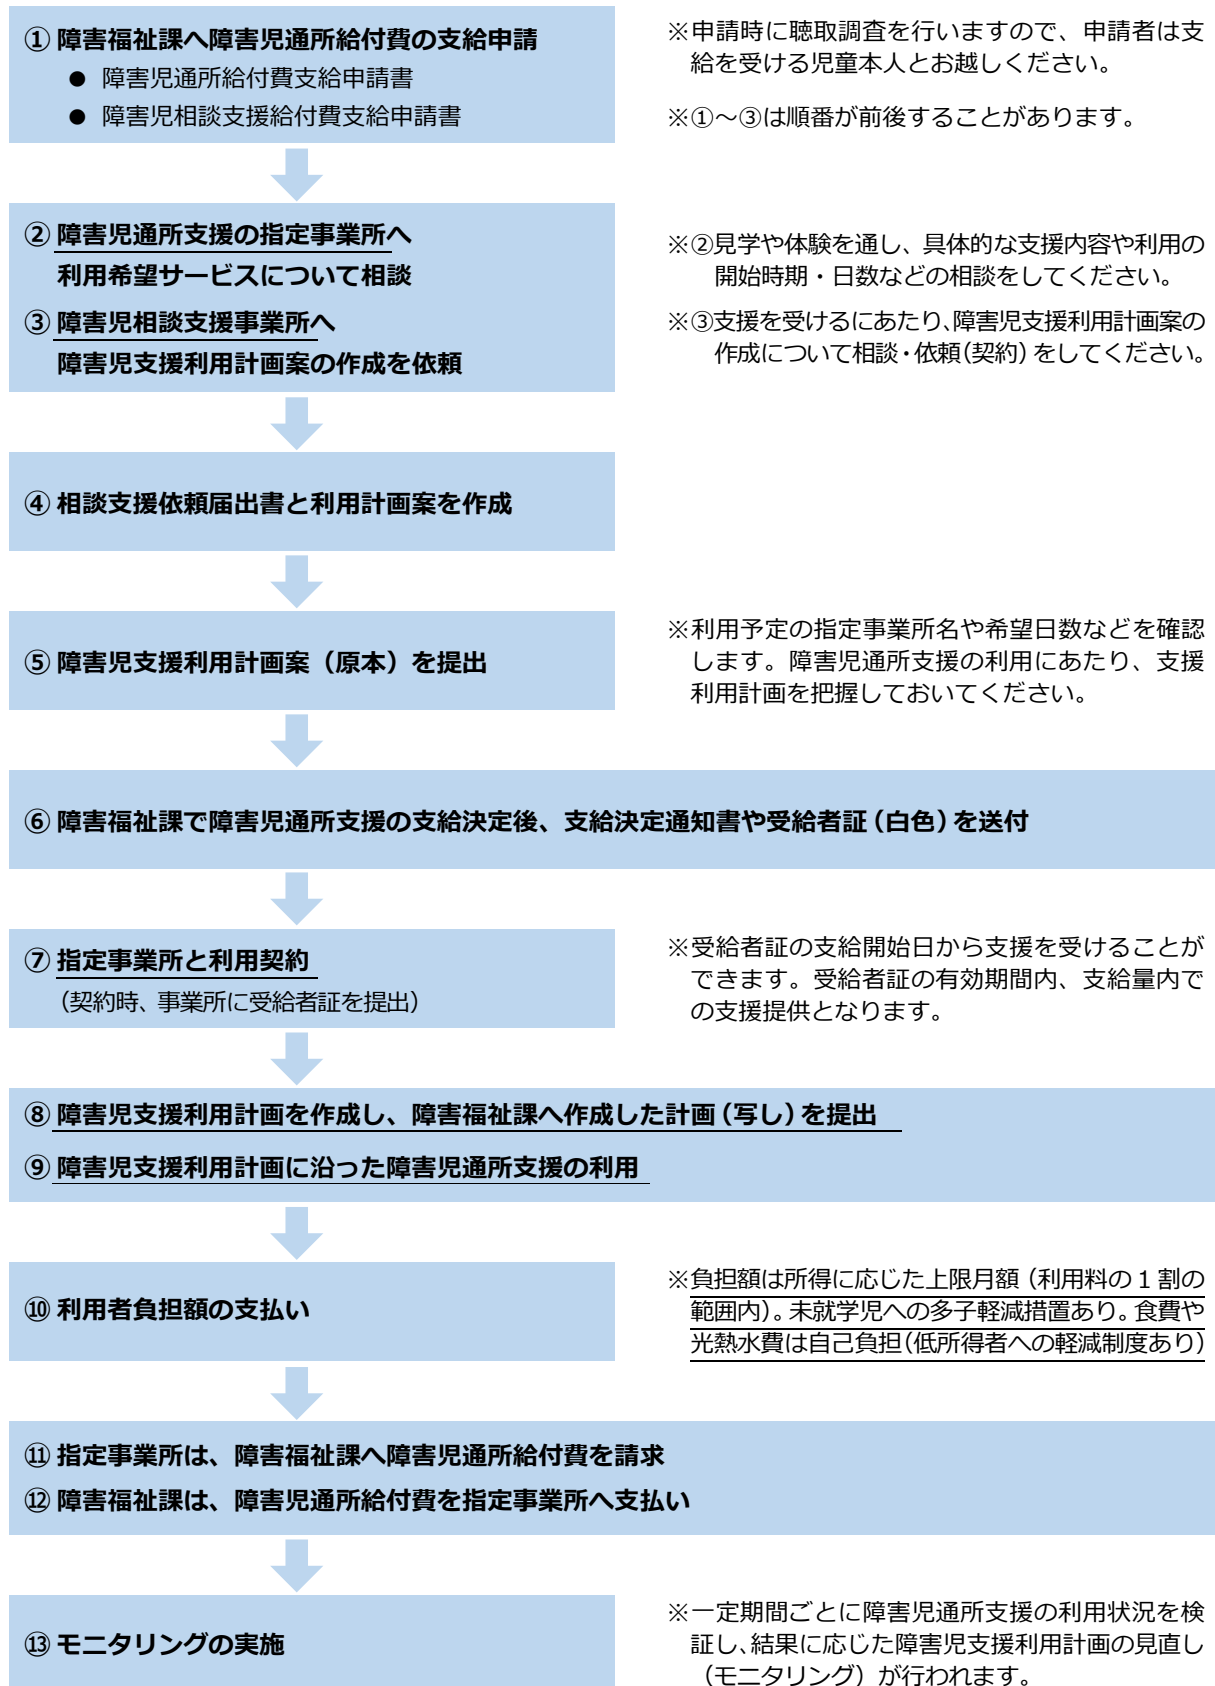 ① 障害福祉課へ障害児通所給付費の支給申請
● 障害児通所給付費支給申請書
● 障害児相談支援給付費支給申請書
※申請時に聴取調査を行いますので、申請者は支
給を受ける児童本人とお越しください。
※①～③は順番が前後することがあります。
② 障害児通所支援の指定事業所へ
利用希望サービスについて相談
③ 障害児相談支援事業所へ
障害児支援利用計画案の作成を依頼
※②見学や体験を通し、具体的な支援内容や利用の
開始時期・日数などの相談をしてください。
※③支援を受けるにあたり、障害児支援利用計画案の
作成について相談・依頼（契約）をしてください。
④ 相談支援依頼届出書と利用計画案を作成
⑤ 障害児支援利用計画案（原本）を提出
※利用予定の指定事業所名や希望日数などを確認
します。障害児通所支援の利用にあたり、支援
利用計画を把握しておいてください。
⑥ 障害福祉課で障害児通所支援の支給決定後、支給決定通知書や受給者証（白色）を送付
⑦ 指定事業所と利用契約
（契約時、事業所に受給者証を提出）
※受給者証の支給開始日から支援を受けることが
できます。受給者証の有効期間内、支給量内で
の支援提供となります。
⑧ 障害児支援利用計画を作成し、障害福祉課へ作成した計画（写し）を提出
⑨ 障害児支援利用計画に沿った障害児通所支援の利用
⑩ 利用者負担額の支払い
※負担額は所得に応じた上限月額（利用料の１割の
範囲内）。未就学児への多子軽減措置あり。食費や
光熱水費は自己負担（低所得者への軽減制度あり）
⑪ 指定事業所は、障害福祉課へ障害児通所給付費を請求
⑫ 障害福祉課は、障害児通所給付費を指定事業所へ支払い
⑬ モニタリングの実施
※一定期間ごとに障害児通所支援の利用状況を検
証し、結果に応じた障害児支援利用計画の見直し
（モニタリング）が行われます。